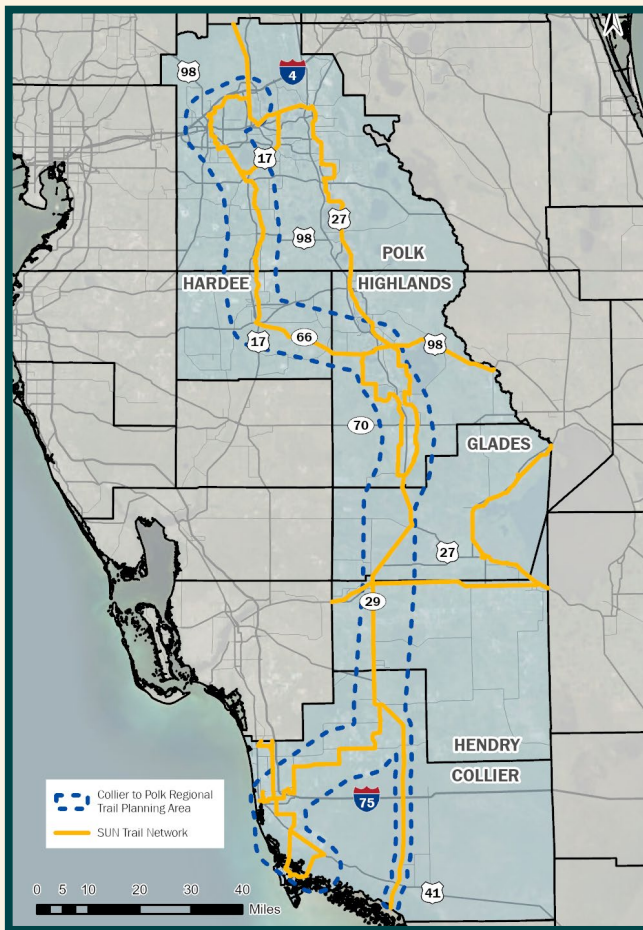 98
4
17
27
98
POLK
HARDEE
HIGHLANDS
17
66
98
70
GLADES
27
29
HENDRY
COLLIER
75
41
Collier to Polk Regional
Trail Planning Area
SUN Trail Network
0 5 10 20 30 40
Miles